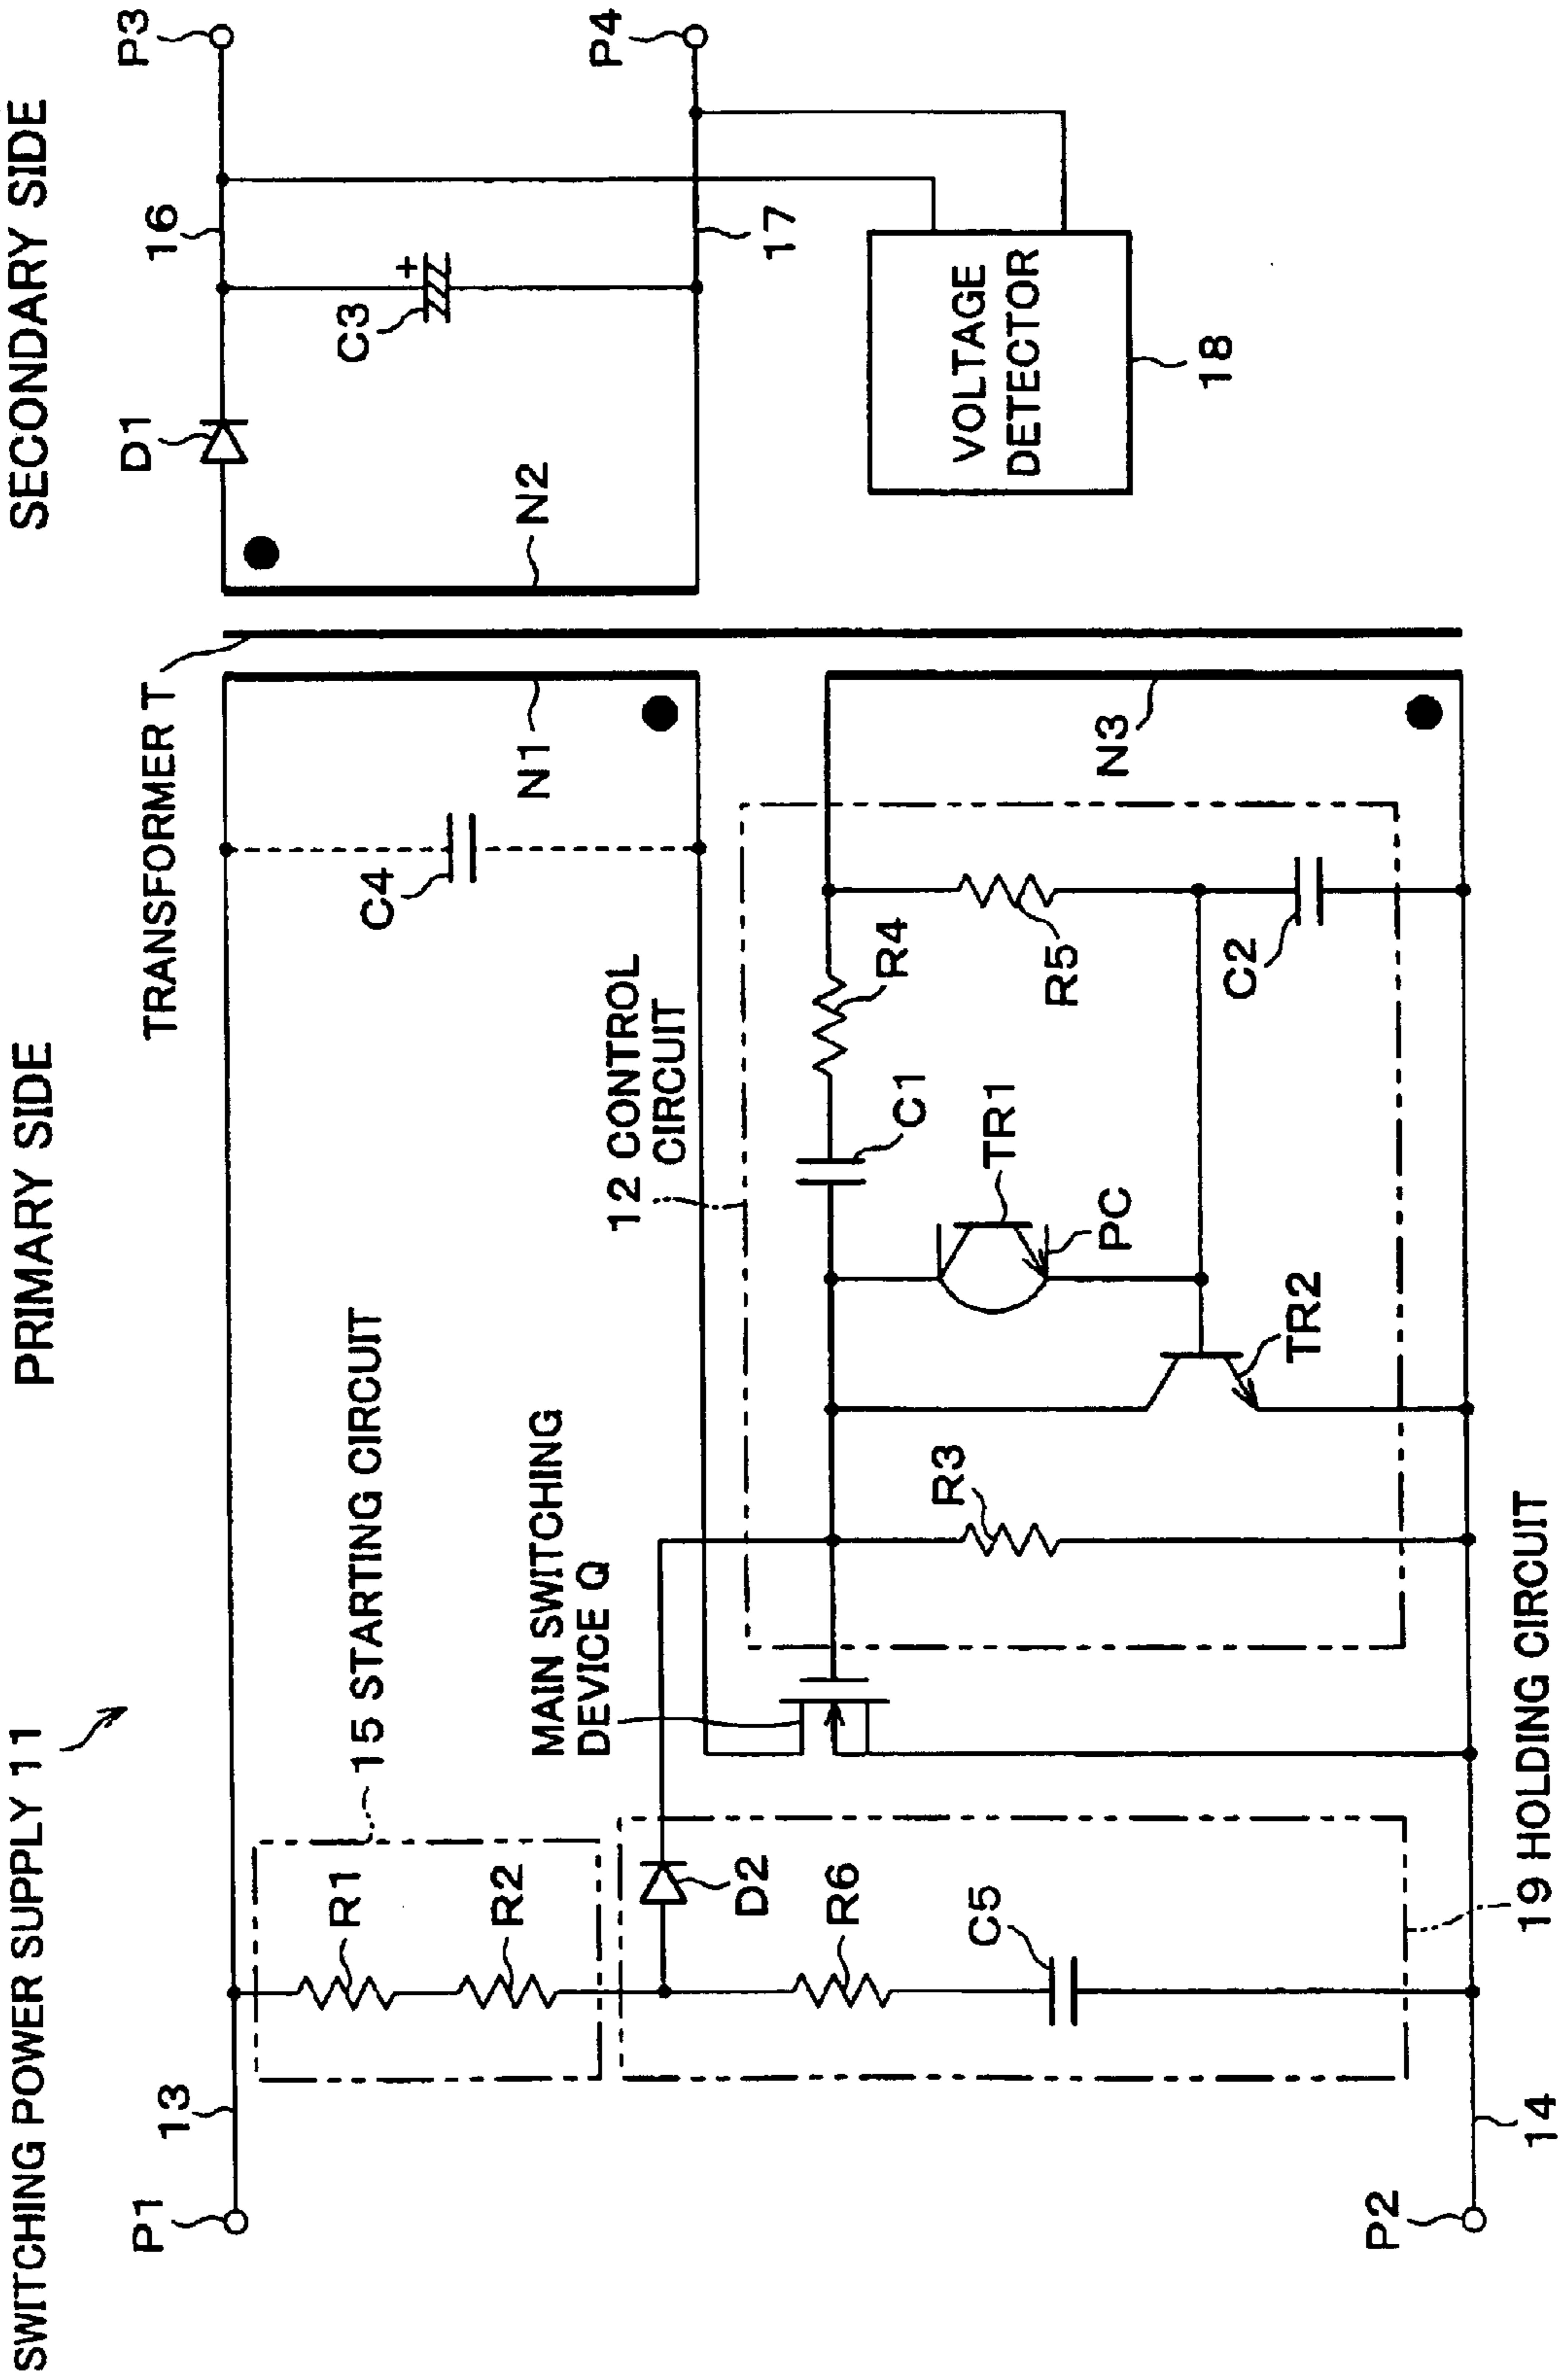 SWITCHING POWER SUPPLY 11
PRIMARY SIDE
SECONDARY SIDE
P1
13
15 STARTING CIRCUIT
R1
R2
TRANSFORMER T
C4
N1
D1
16
P3
C3
N2
P4
17
MAIN SWITCHING
DEVICE Q
12 CONTROL
CIRCUIT
D2
R6
C5
R3
C1
R4
TR1
PC
R5
TR2
C2
N3
VOLTAGE
DETECTOR
18
P2
14
19 HOLDING CIRCUIT